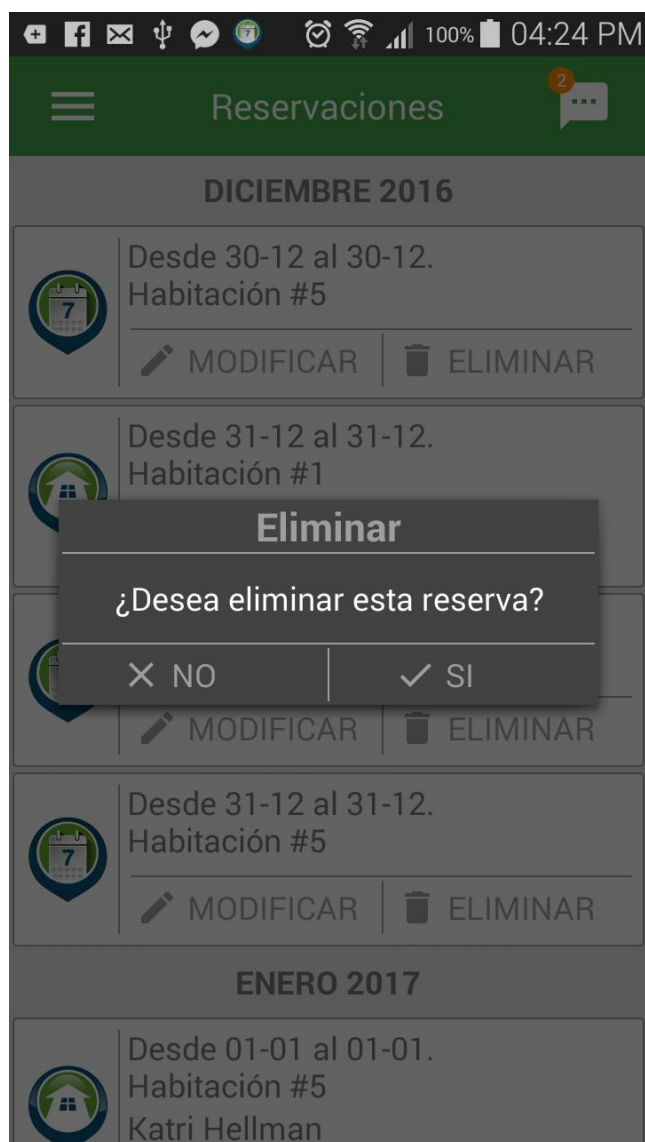 100% 04:24 PM
Reservaciones
2
DICIEMBRE 2016
Desde 30-12 al 30-12.
Habitación #5
7
MODIFICAR ELIMINAR
Desde 31-12 al 31-12.
Habitación #1
Eliminar
¿Desea eliminar esta reserva?
NO SI
MODIFICAR ELIMINAR
Desde 31-12 al 31-12.
Habitación #5
7
MODIFICAR ELIMINAR
ENERO 2017
Desde 01-01 al 01-01.
Habitación #5
Katri Hellman